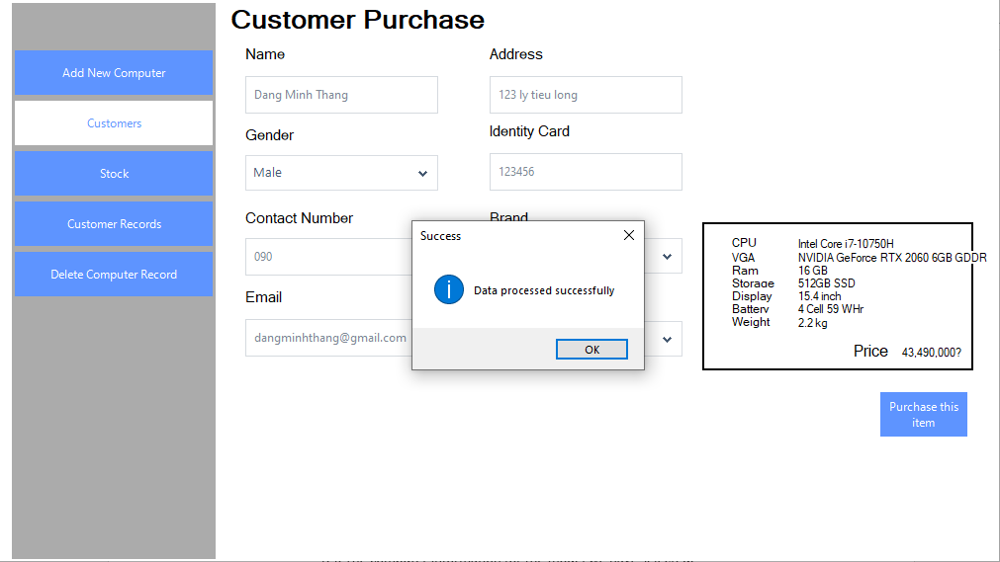 Customer Purchase
Add New Computer
Customers
Stock
Customer Records
Delete Computer Record
Name
Dang Minh Thang
Address
123 ly tieu long
Gender
Male
Identity Card
123456
Contact Number
090
Brand
Email
dangminhthang@gmail.com
Success
Data processed successfully
OK
CPU Intel Core i7-10750H
VGA NVIDIA GeForce RTX 2060 6GB GDDR
Ram 16 GB
Storage 512GB SSD
Display 15.4 inch
Battery 4 Cell 59 WHr
Weight 2.2 kg
Price 43,490,000?
Purchase this
item